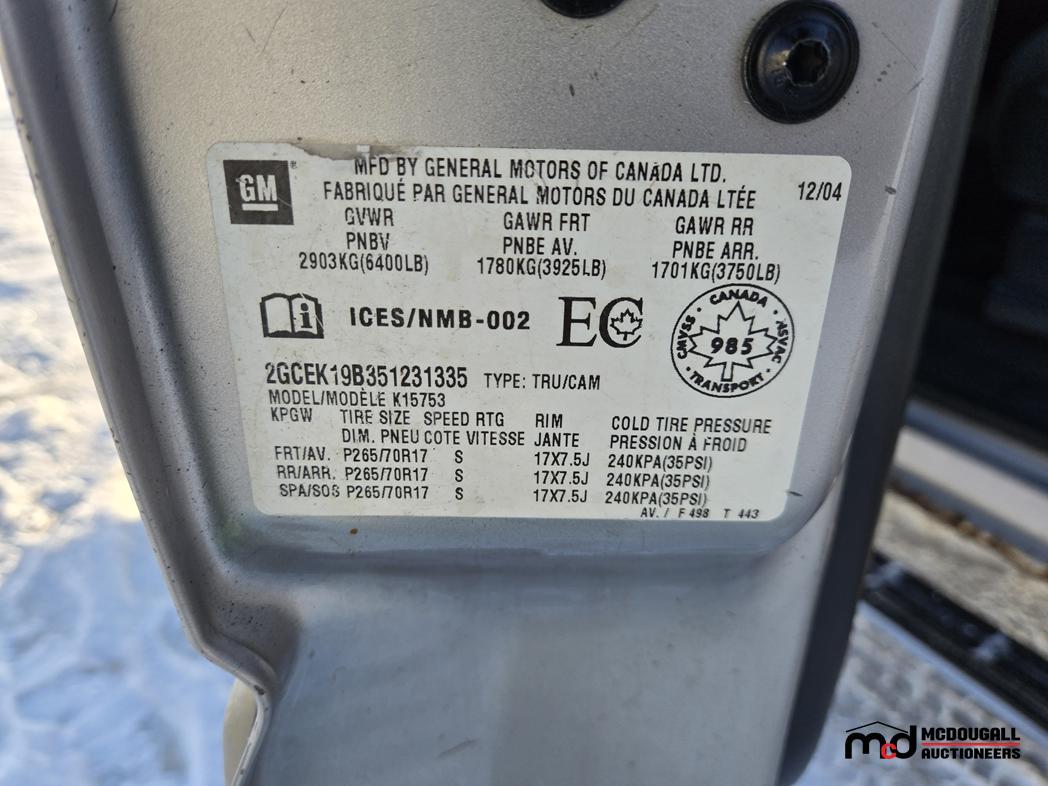 GM
MFD BY GENERAL MOTORS OF CANADA LTD.
FABRIQUÉ PAR GENERAL MOTORS DU CANADA LTÉE
12/04
GVWR GAWR FRT GAWR RR
PNBV PNBE AV. PNBE ARR.
2903KG(6400LB) 1780KG(3925LB) 1701KG(3750LB)
i ICES/NMB-002 EC
CANADA
CMVSS 985 NSVAC
TRANSPORT
2GCEK19B351231335 TYPE: TRU/CAM
MODEL/MODÈLE K15753
KPGW TIRE SIZE SPEED RTG RIM COLD TIRE PRESSURE
DIM. PNEU COTE VITESSE JANTE PRESSION À FROID
FRT/AV. P265/70R17 S 17X7.5J 240KPA(35PSI)
RR/ARR. P265/70R17 S 17X7.5J 240KPA(35PSI)
SPA/SOS P265/70R17 S 17X7.5J 240KPA(35PSI)
AV. / F 498 T 443
mcd MCDOUGALL
AUCTIONEERS